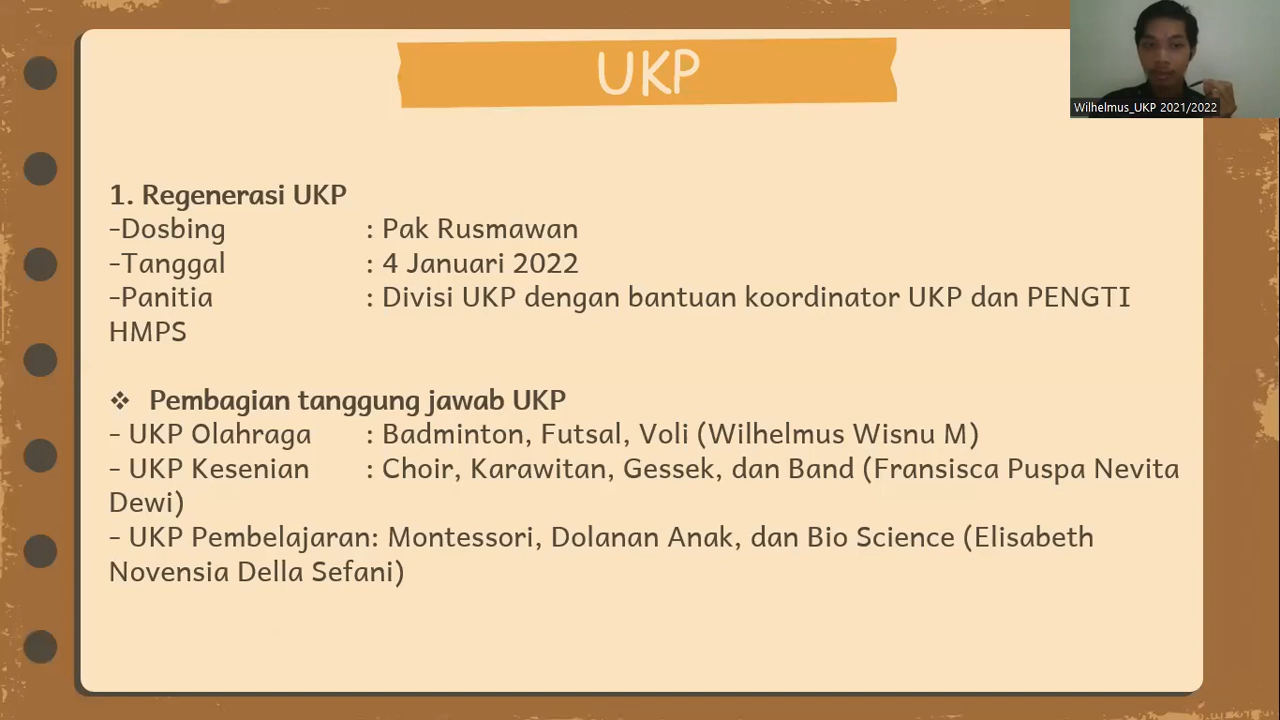 UKP
Wilhelmus_UKP 2021/2022
1. Regenerasi UKP
-Dosbing : Pak Rusmawan
-Tanggal : 4 Januari 2022
-Panitia : Divisi UKP dengan bantuan koordinator UKP dan PENGTI
HMPS
❖ Pembagian tanggung jawab UKP
- UKP Olahraga : Badminton, Futsal, Voli (Wilhelmus Wisnu M)
- UKP Kesenian : Choir, Karawitan, Gessek, dan Band (Fransisca Puspa Nevita
Dewi)
- UKP Pembelajaran: Montessori, Dolanan Anak, dan Bio Science (Elisabeth
Novensia Della Sefani)